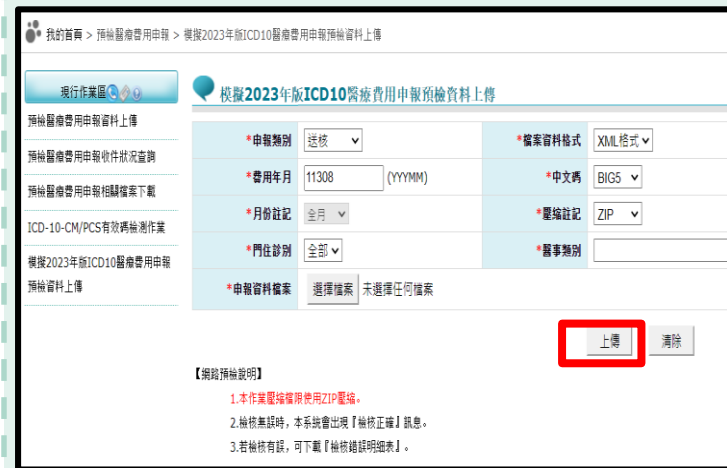 我的首頁 > 預檢醫療費用申報 > 模擬2023年版ICD10醫療費用申報預檢資料上傳
現行作業區
預檢醫療費用申報資料上傳
預檢醫療費用申報收件狀況查詢
預檢醫療費用申報相關檔案下載
ICD-10-CM/PCS有效碼檢測作業
模擬2023年版ICD10醫療費用申報
預檢資料上傳
模擬2023年版ICD10醫療費用申報預檢資料上傳
*申報類別 送核 *檔案資料格式 XML格式
*費用年月 11308 (YYYMM) *中文碼 BIG5
*月份註記 全月 *壓縮註記 ZIP
*門住診別 全部 *醫事類別
*申報資料檔案 選擇檔案 未選擇任何檔案
上傳 清除
【網路預檢說明】
1.本作業壓縮檔限使用ZIP壓縮。
2.檢核無誤時，本系統會出現『檢核正確』訊息。
3.若檢核有誤，可下載『檢核錯誤明細表』。